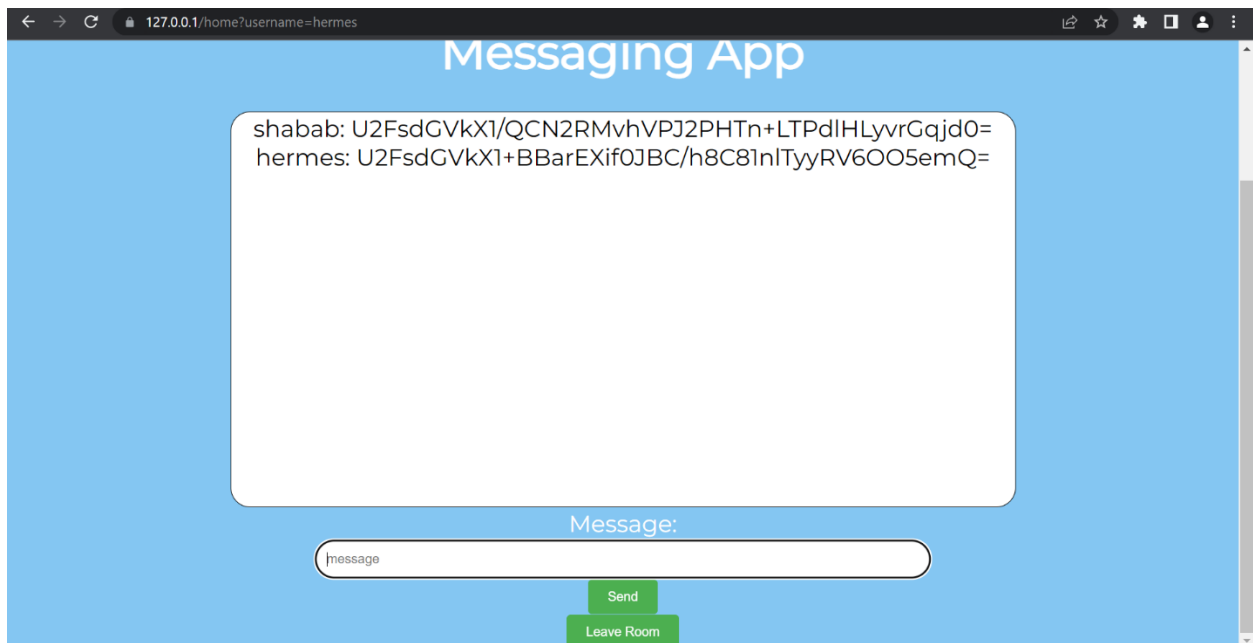 127.0.0.1/home?username=hermes
Messaging App
shabab: U2FsdGVkX1/QCN2RMvhVPJ2PHTn+LTPdlHLyvrGqjd0=
hermes: U2FsdGVkX1+BBarEXif0JBC/h8C81nlTyyRV6OO5emQ=
Message:
message
Send
Leave Room